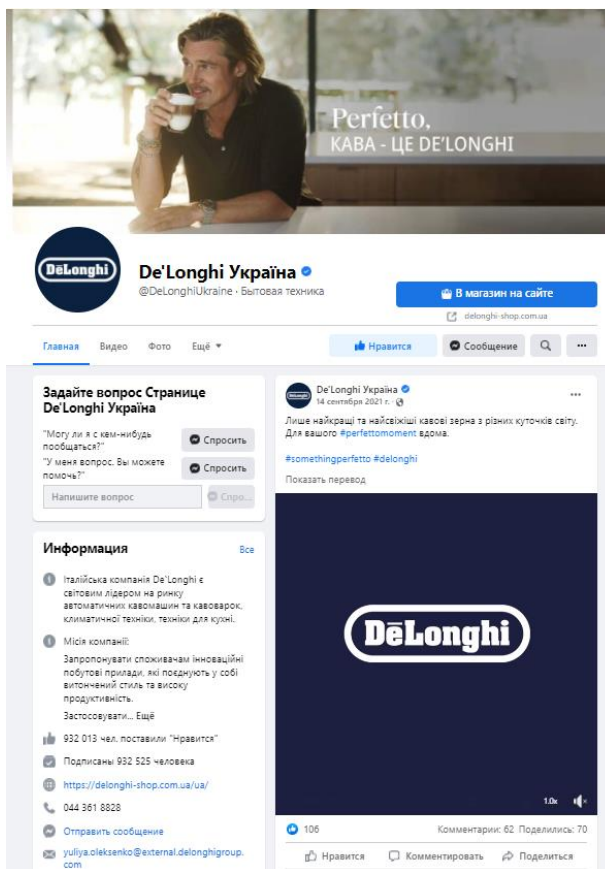 Perfetto,
КАВА - ЦЕ DE'LONGHI
DēLonghi
De'Longhi Україна
@DeLonghiUkraine · Бытовая техника
В магазин на сайте
delonghi-shop.com.ua
Главная Видео Фото Ещё
Нравится Сообщение
Задайте вопрос Странице
De'Longhi Україна
"Могу ли я с кем-нибудь
пообщаться?"
Спросить
"У меня вопрос. Вы можете
помочь?"
Спросить
Напишите вопрос
Спро...
Информация
Все
Італійська компанія De'Longhi є
світовим лідером на ринку
автоматичних кавомашин та кавоварок,
климатичної техніки, техніки для кухні.
Місія компанії:
Запропонувати споживачам інноваційні
побутові прилади, які поєднують у собі
витончений стиль та високу
продуктивність.
Застосовувати... Ещё
932 013 чел. поставили "Нравится"
Подписаны 932 525 человека
https://delonghi-shop.com.ua/ua/
044 361 8828
Отправить сообщение
yuliya.oleksenko@external.delonghigroup.
com
DēLonghi
De'Longhi Україна
14 сентября 2021 г. ·
Лише найкращі та найсвіжіші кавові зерна з різних куточків світу.
Для вашого #perfettomoment вдома.
#somethingperfetto #delonghi
Показать перевод
DēLonghi
1.0x
106
Комментарии: 62 Поделились: 70
Нравится Комментировать Поделиться